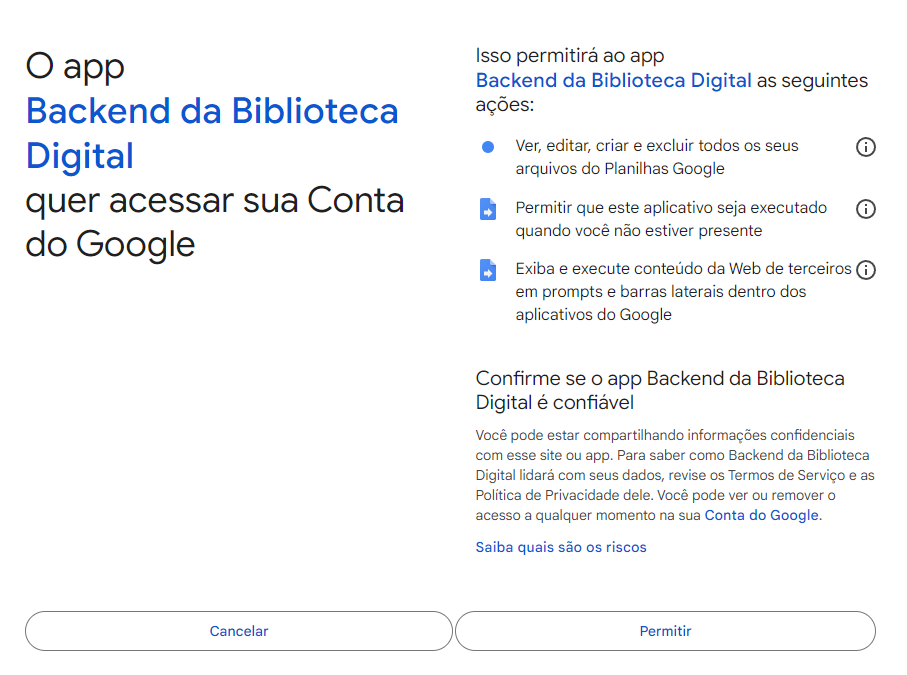 O app
Backend da Biblioteca
Digital
quer acessar sua Conta
do Google
Isso permitirá ao app
Backend da Biblioteca Digital as seguintes
ações:
Ver, editar, criar e excluir todos os seus
arquivos do Planilhas Google
Permitir que este aplicativo seja executado
quando você não estiver presente
Exiba e execute conteúdo da Web de terceiros
em prompts e barras laterais dentro dos
aplicativos do Google
Confirme se o app Backend da Biblioteca
Digital é confiável
Você pode estar compartilhando informações confidenciais
com esse site ou app. Para saber como Backend da Biblioteca
Digital lidará com seus dados, revise os Termos de Serviço e as
Política de Privacidade dele. Você pode ver ou remover o
acesso a qualquer momento na sua Conta do Google.
Saiba quais são os riscos
Cancelar
Permitir